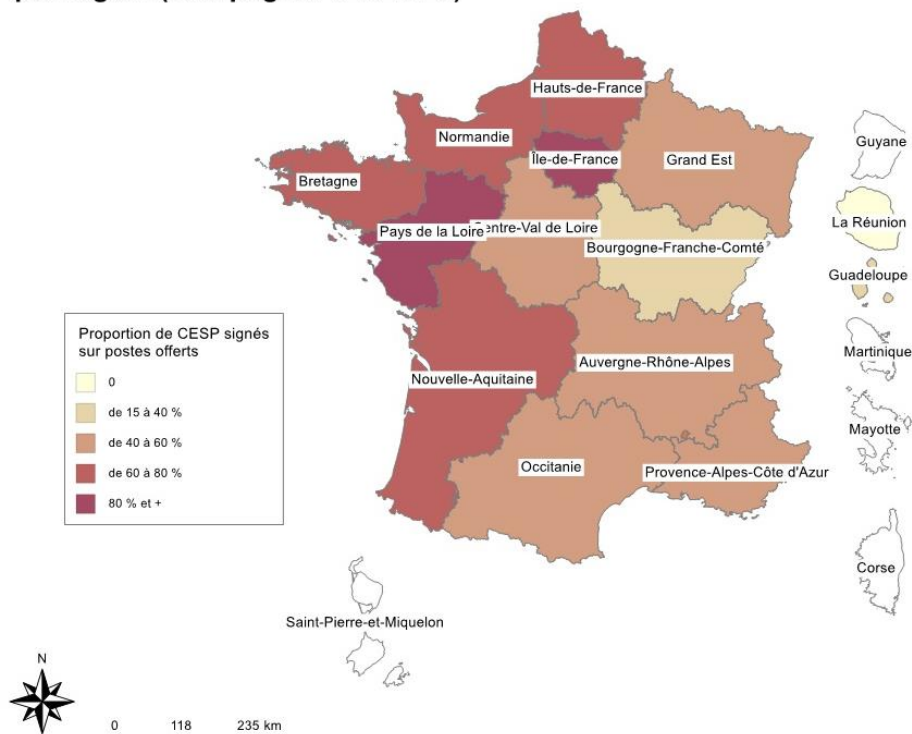 Hauts-de-France
Normandie
Île-de-France
Grand Est
Bretagne
Pays de la Loire
entre-Val de Loire
Bourgogne-Franche-Comté
Auvergne-Rhône-Alpes
Nouvelle-Aquitaine
Occitanie
Provence-Alpes-Côte d'Azur
Guyane
La Réunion
Guadeloupe
Martinique
Mayotte
Corse
Saint-Pierre-et-Miquelon
Proportion de CESP signés
sur postes offerts
0
de 15 à 40 %
de 40 à 60 %
de 60 à 80 %
80 % et +
N
0 118 235 km